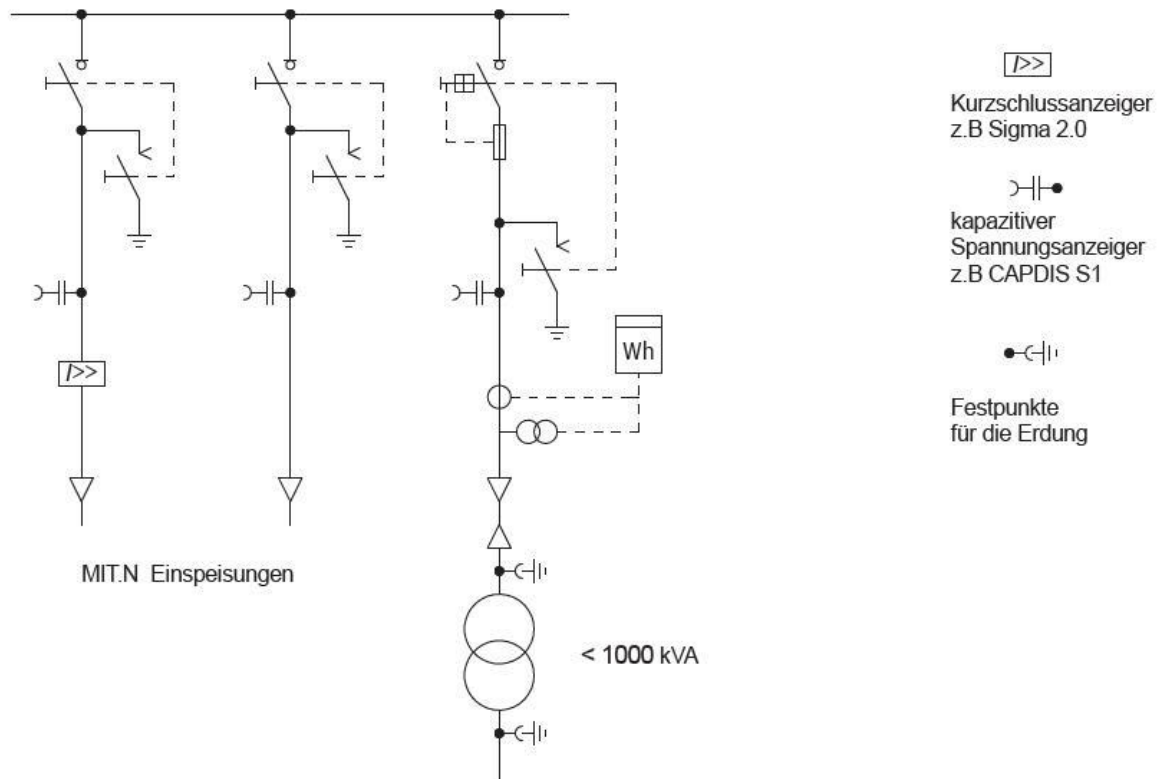 I>>
Kurzschlussanzeiger
z.B Sigma 2.0
kapazitiver
Spannungsanzeiger
z.B CAPDIS S1
Wh
I>>
Festpunkte
für die Erdung
MIT.N Einspeisungen
< 1000 kVA